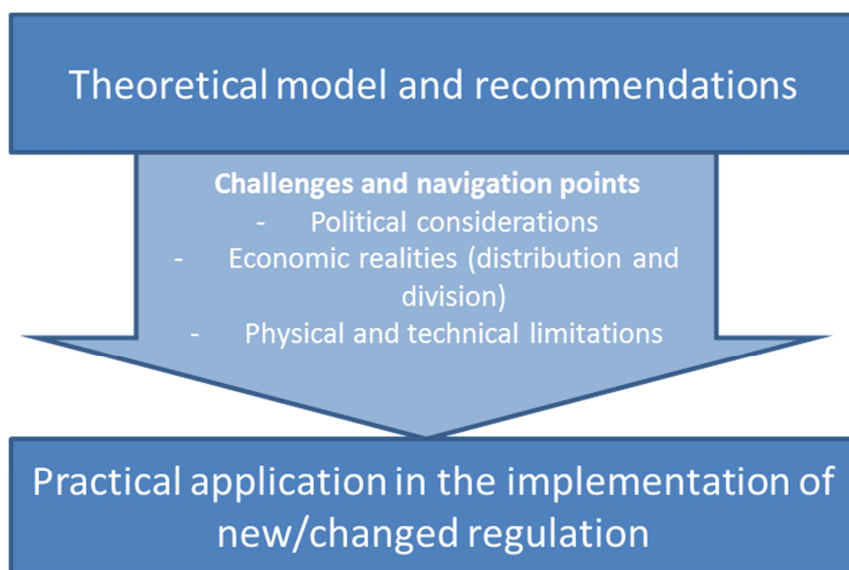 Theoretical model and recommendations
Challenges and navigation points
- Political considerations
- Economic realities (distribution and
division)
- Physical and technical limitations
Practical application in the implementation of
new/changed regulation